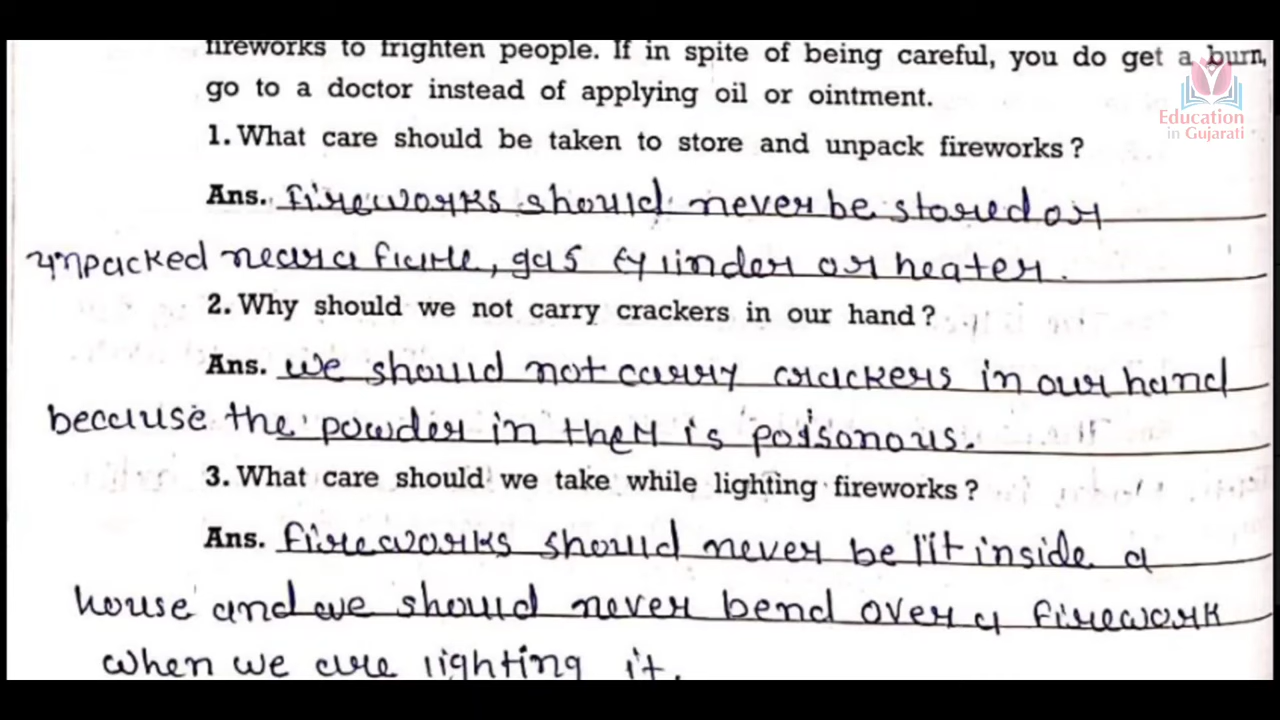 fireworks to frighten people. If in spite of being careful, you do get a burn,
go to a doctor instead of applying oil or ointment.
Education
in Gujarati
1. What care should be taken to store and unpack fireworks ?
Ans. fireworks should never be stored or
unpacked near a fire, gas cylinder or heater.
2. Why should we not carry crackers in our hand ?
Ans. we should not carry crackers in our hand
because the powder in them is poisonous.
3. What care should we take while lighting fireworks ?
Ans. fireworks should never be lit inside a
house and we should never bend over a firework
when we are lighting it.